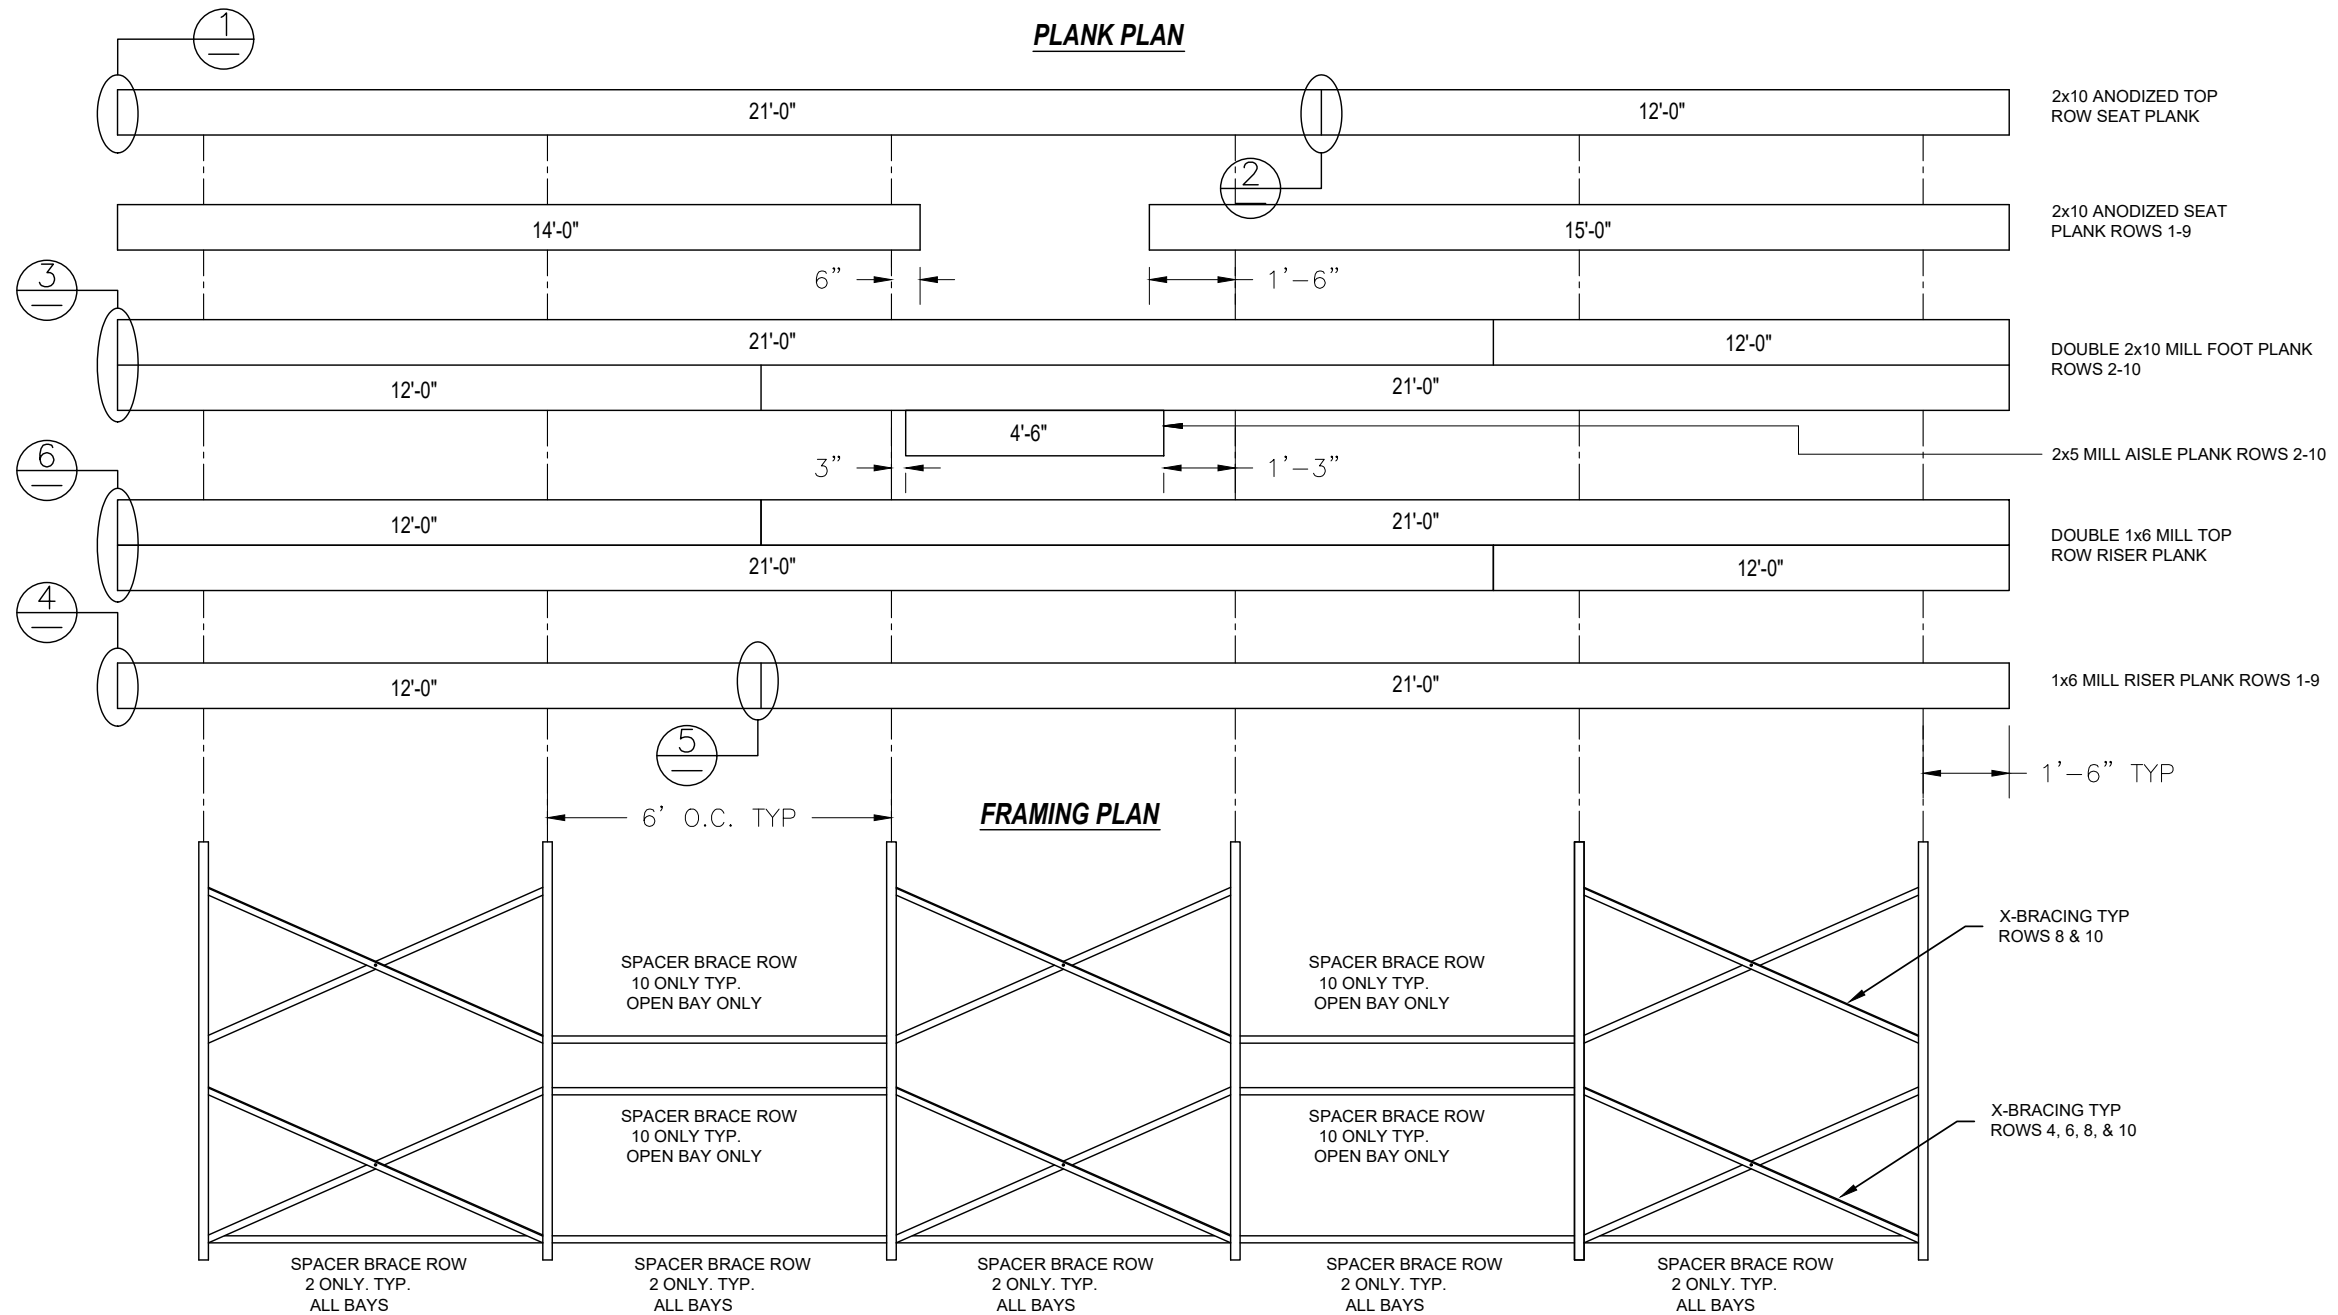 1
PLANK PLAN
21'-0"
12'-0"
2x10 ANODIZED TOP
ROW SEAT PLANK
2
14'-0"
15'-0"
2x10 ANODIZED SEAT
PLANK ROWS 1-9
6”
1’-6”
3
21'-0"
12'-0"
12'-0"
21'-0"
DOUBLE 2x10 MILL FOOT PLANK
ROWS 2-10
4'-6"
3”
1’-3”
2x5 MILL AISLE PLANK ROWS 2-10
6
12'-0"
21'-0"
21'-0"
12'-0"
DOUBLE 1x6 MILL TOP
ROW RISER PLANK
4
12'-0"
21'-0"
1x6 MILL RISER PLANK ROWS 1-9
5
1’-6” TYP
6’ O.C. TYP
FRAMING PLAN
X-BRACING TYP
ROWS 8 & 10
SPACER BRACE ROW
10 ONLY TYP.
OPEN BAY ONLY
SPACER BRACE ROW
10 ONLY TYP.
OPEN BAY ONLY
SPACER BRACE ROW
10 ONLY TYP.
OPEN BAY ONLY
SPACER BRACE ROW
10 ONLY TYP.
OPEN BAY ONLY
X-BRACING TYP
ROWS 4, 6, 8, & 10
SPACER BRACE ROW
2 ONLY. TYP.
ALL BAYS
SPACER BRACE ROW
2 ONLY. TYP.
ALL BAYS
SPACER BRACE ROW
2 ONLY. TYP.
ALL BAYS
SPACER BRACE ROW
2 ONLY. TYP.
ALL BAYS
SPACER BRACE ROW
2 ONLY. TYP.
ALL BAYS